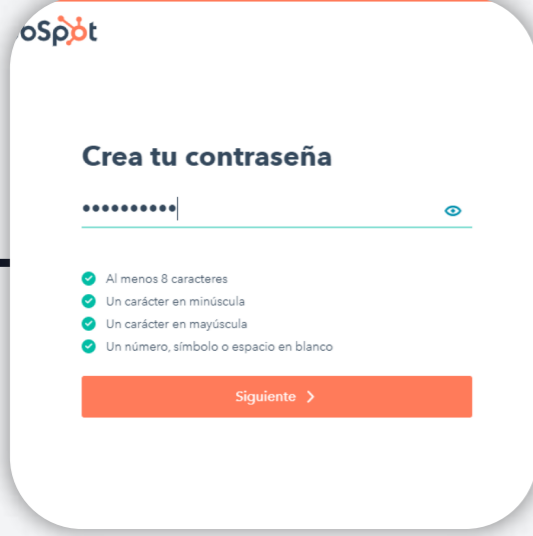 oSpot
Crea tu contraseña
••••••••••
Al menos 8 caracteres
Un carácter en minúscula
Un carácter en mayúscula
Un número, símbolo o espacio en blanco
Siguiente